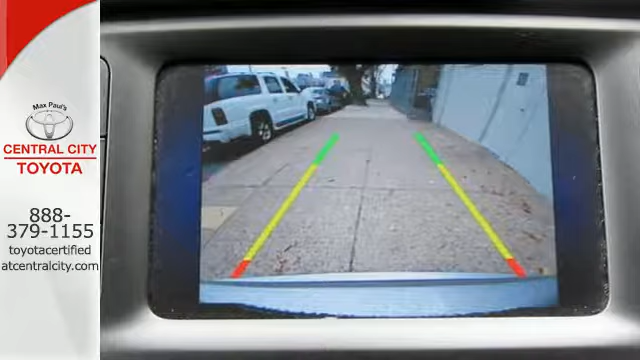 Max Paul's
CENTRAL CITY
TOYOTA
888-
379-1155
toyotacertified
atcentralcity.com